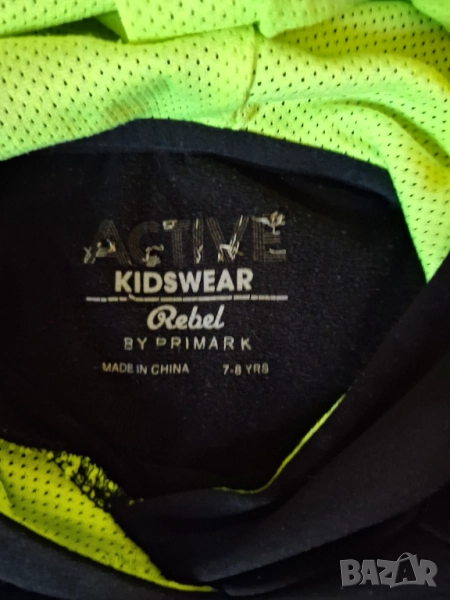 ACTIVE
KIDSWEAR
Rebel
BY PRIMARK
MADE IN CHINA 7-8 YRS
BAZAR